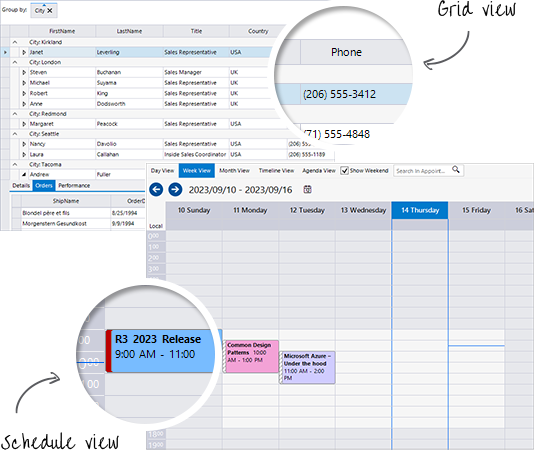 Grid view
Group by: City
FirstName LastName Title Country
Phone
City: Kirkland
Janet Leverling Sales Representative USA
(206) 555-3412
City: London
Steven Buchanan Sales Manager UK
Michael Suyama Sales Representative UK
Robert King Sales Representative UK
Anne Dodsworth Sales Representative UK
(71) 555-4848
City: Redmond
Margaret Peacock Sales Representative USA
City: Seattle
Nancy Davolio Sales Representative USA (206) 555
Laura Callahan Inside Sales Coordinator USA (206) 555-1189
City: Tacoma
Andrew Fuller
Details Orders Performance
ShipName OrderD
Blondel père et fils 8/25/1994
Morgenstern Gesundkost 9/9/1994
Day View Week View Month View Timeline View Agenda View Show Weekend Search In Appoint...
2023/09/10 - 2023/09/16
10 Sunday 11 Monday 12 Tuesday 13 Wednesday 14 Thursday 15 Friday 16 Sat
Local
R3 2023 Release
9:00 AM - 11:00
Common Design
Patterns 10:00
AM - 1:00 PM
Microsoft Azure –
Under the hood
11:00 AM - 2:00
PM
Schedule view